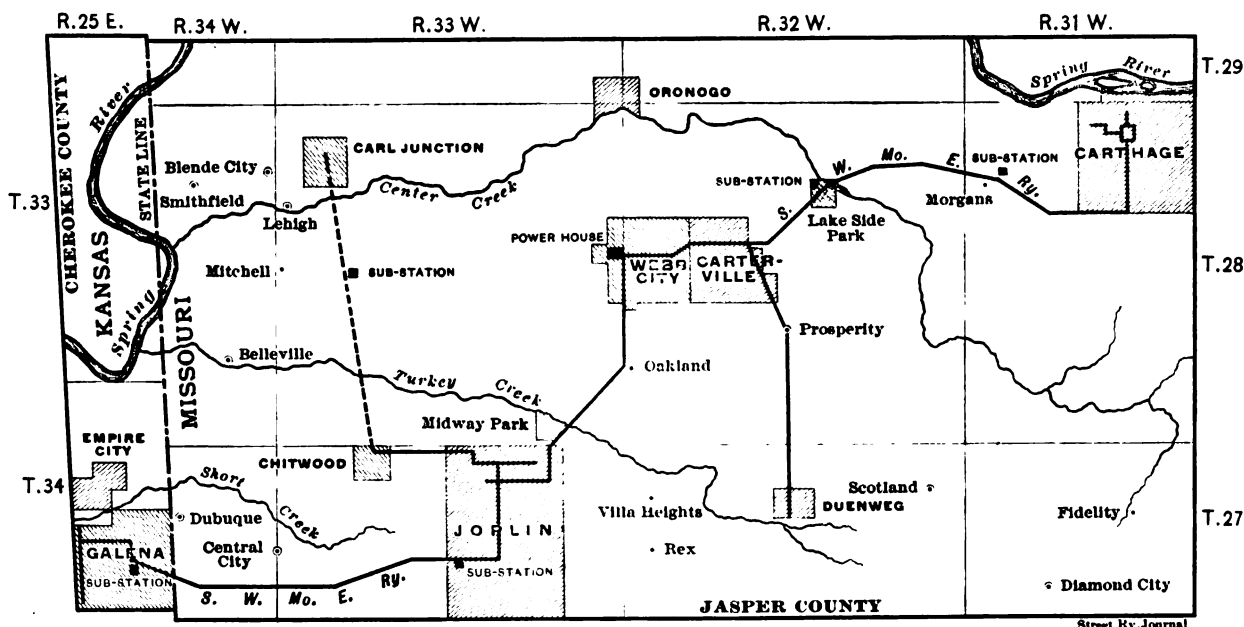 R.25 E.
R.34 W.
R.33 W.
R.32 W.
R.31 W.
T.29
CHEROKEE COUNTY
KANSAS
River
STATE LINE
Spring
MISSOURI
ORONOGO
Spring River
CARL JUNCTION
Blende City
Smithfield
Lehigh
Center Creek
SUB-STATION
S. W. Mo. E. Ry.
SUB-STATION
Morgans
CARTHAGE
T.33
Lake Side
Park
POWER HOUSE
WEBB
CITY
CARTER-
VILLE
Mitchell
SUB-STATION
T.28
Prosperity
Belleville
Oakland
Turkey Creek
Midway Park
EMPIRE
CITY
CHITWOOD
T.34
Short Creek
Dubuque
Central
City
JOPLIN
Villa Heights
Rex
Scotland
DUENWEG
Fidelity
T.27
GALENA
SUB-STATION
SUB-STATION
S. W. Mo. E. Ry.
Diamond City
JASPER COUNTY
Street Ry. Journal